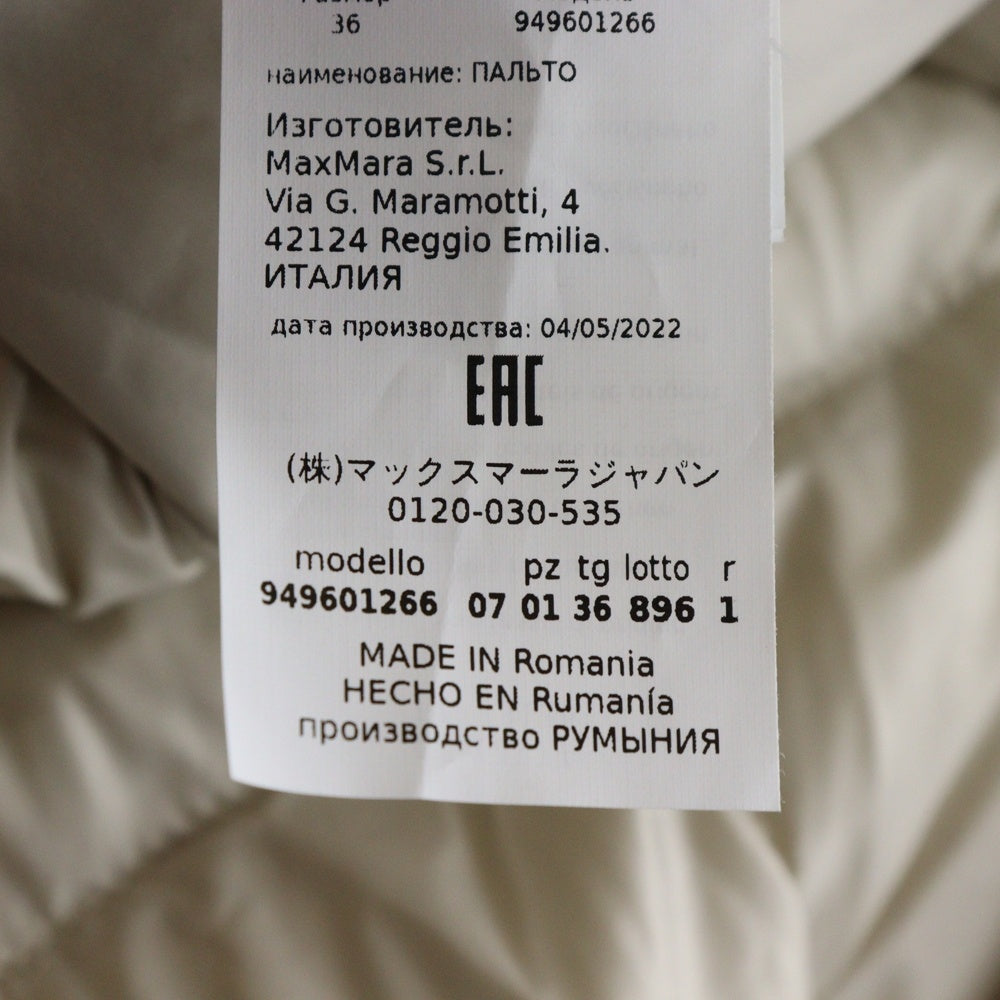 36 949601266
наименование: ПАЛЬТО
Изготовитель:
MaxMara S.r.L.
Via G. Maramotti, 4
42124 Reggio Emilia.
ИТАЛИЯ
дата производства: 04/05/2022
EAC
(株)マックスマーラジャパン
0120-030-535
modello pz tg lotto r
949601266 07 01 36 896 1
MADE IN Romania
HECHO EN Rumanía
производство РУМЫНИЯ